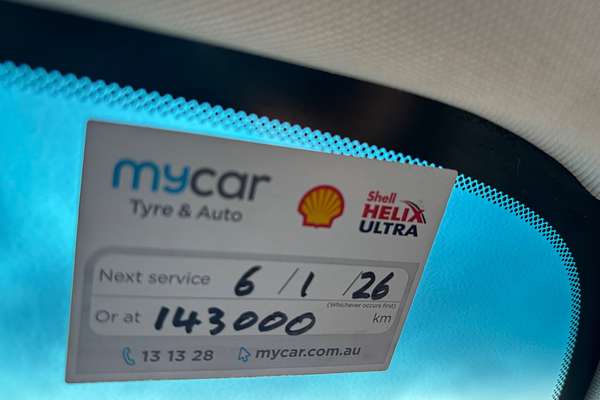 mycar
Tyre & Auto
Shell
HELIX
ULTRA
Next service 6 / 1 / 26
(Whichever occurs first)
Or at 143000 km
13 13 28 mycar.com.au